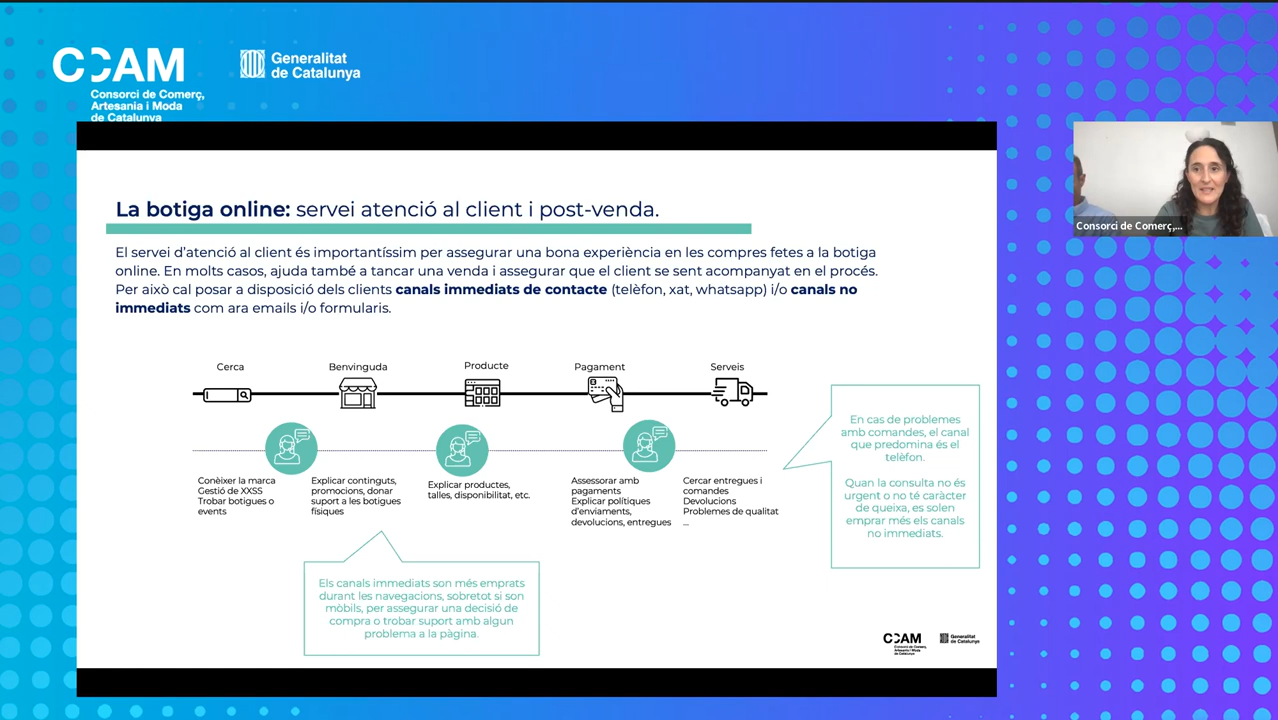 CCAM
Consorci de Comerç,
Artesania i Moda
de Catalunya
Generalitat
de Catalunya
Consorci de Comerç,...
La botiga online: servei atenció al client i post-venda.
El servei d'atenció al client és importantíssim per assegurar una bona experiència en les compres fetes a la botiga
online. En molts casos, ajuda també a tancar una venda i assegurar que el client se sent acompanyat en el procés.
Per això cal posar a disposició dels clients canals immediats de contacte (telèfon, xat, whatsapp) i/o canals no
immediats com ara emails i/o formularis.
Cerca
Benvinguda
Producte
Pagament
Serveis
Conèixer la marca
Gestió de XXSS
Trobar botigues o
events
Explicar continguts,
promocions, donar
suport a les botigues
físiques
Explicar productes,
talles, disponibilitat, etc.
Assessorar amb
pagaments
Explicar polítiques
d'enviaments,
devolucions, entregues
Cercar entregues i
comandes
Devolucions
Problemes de qualitat
...
En cas de problemes
amb comandes, el canal
que predomina és el
telèfon.
Quan la consulta no és
urgent o no té caràcter
de queixa, es solen
emprar més els canals
no immediats.
Els canals immediats son més emprats
durant les navegacions, sobretot si son
mòbils, per assegurar una decisió de
compra o trobar suport amb algun
problema a la pàgina.
CCAM
Consorci de Comerç,
Artesania i Moda
de Catalunya
Generalitat
de Catalunya